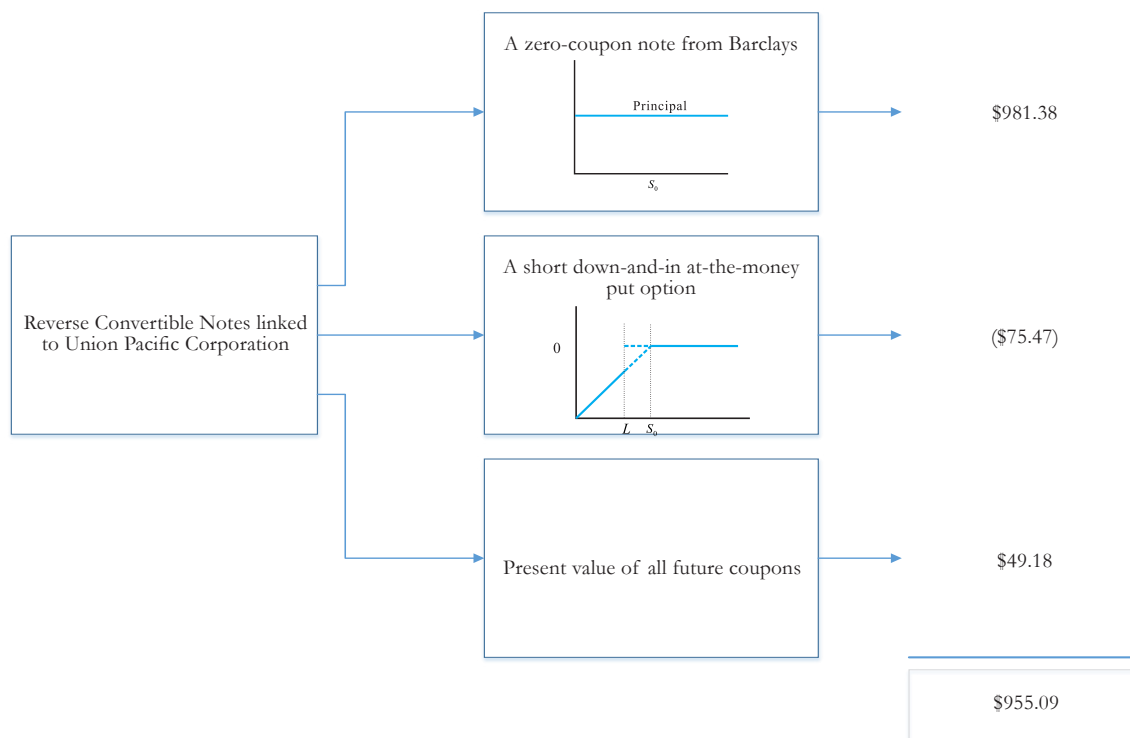 A zero-coupon note from Barclays
Principal
S₀
$981.38
Reverse Convertible Notes linked
to Union Pacific Corporation
A short down-and-in at-the-money
put option
0
L S₀
($75.47)
Present value of all future coupons
$49.18
$955.09